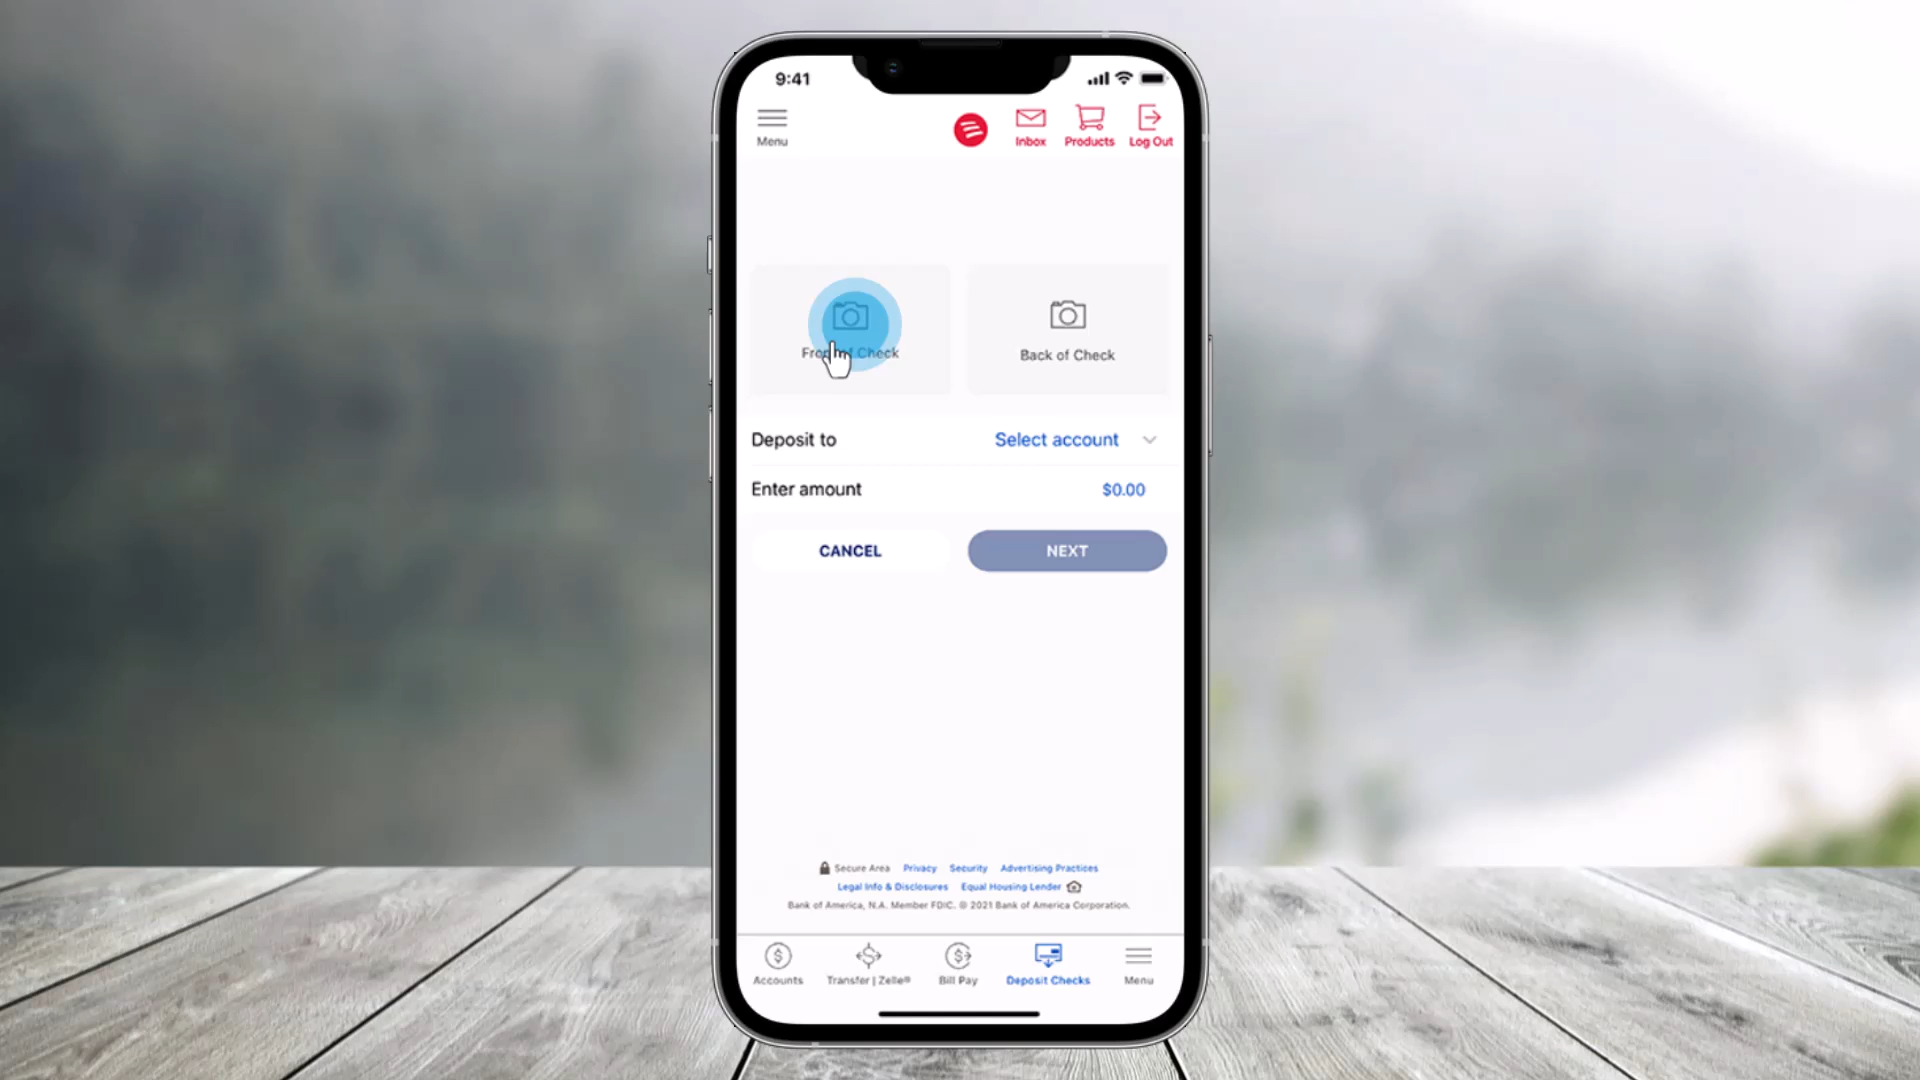 9:41
Menu
Inbox
Products
Log Out
Front of Check
Back of Check
Deposit to
Select account
Enter amount
$0.00
CANCEL
NEXT
Secure Area Privacy Security Advertising Practices
Legal Info & Disclosures Equal Housing Lender
Bank of America, N.A. Member FDIC. © 2021 Bank of America Corporation.
Accounts
Transfer | Zelle®
Bill Pay
Deposit Checks
Menu